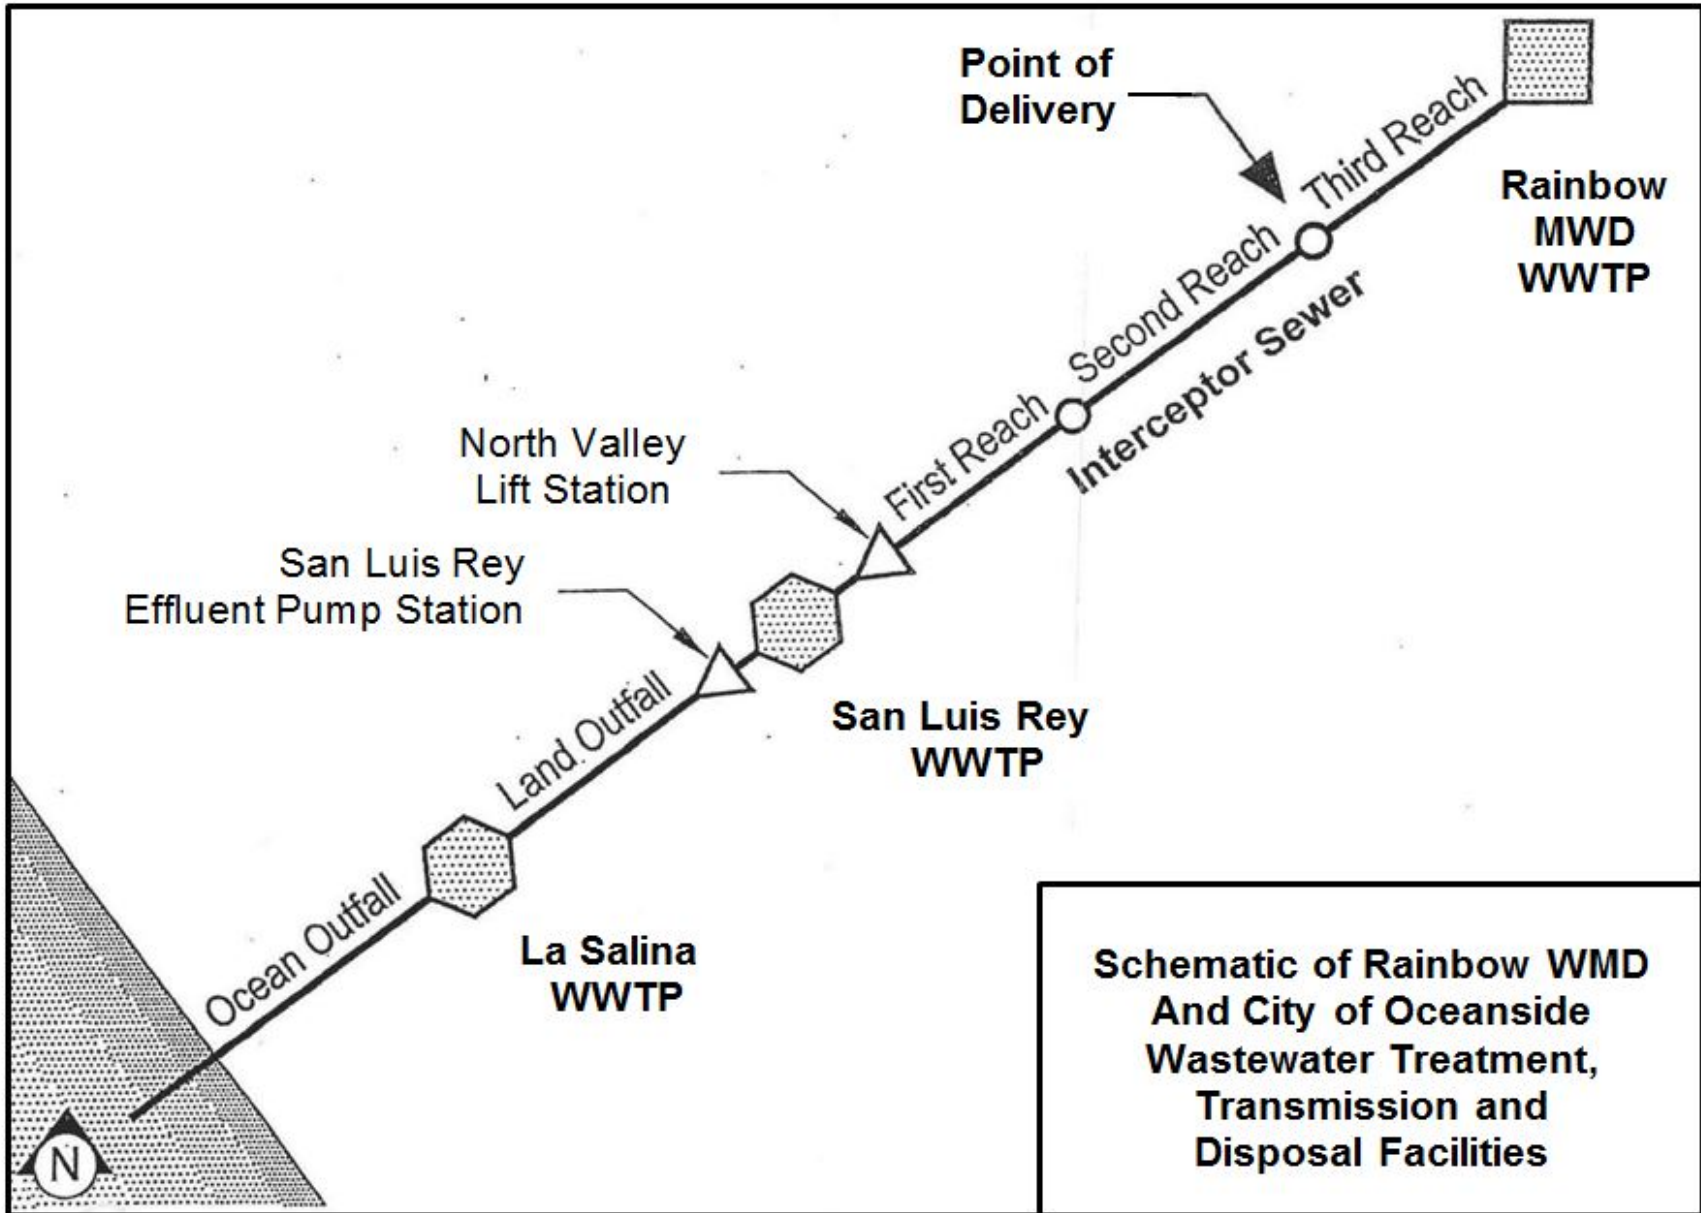 Point of
Delivery
Third Reach
Rainbow
MWD
WWTP
Second Reach
Interceptor Sewer
First Reach
North Valley
Lift Station
San Luis Rey
Effluent Pump Station
San Luis Rey
WWTP
Land Outfall
La Salina
WWTP
Ocean Outfall
N
Schematic of Rainbow WMD
And City of Oceanside
Wastewater Treatment,
Transmission and
Disposal Facilities